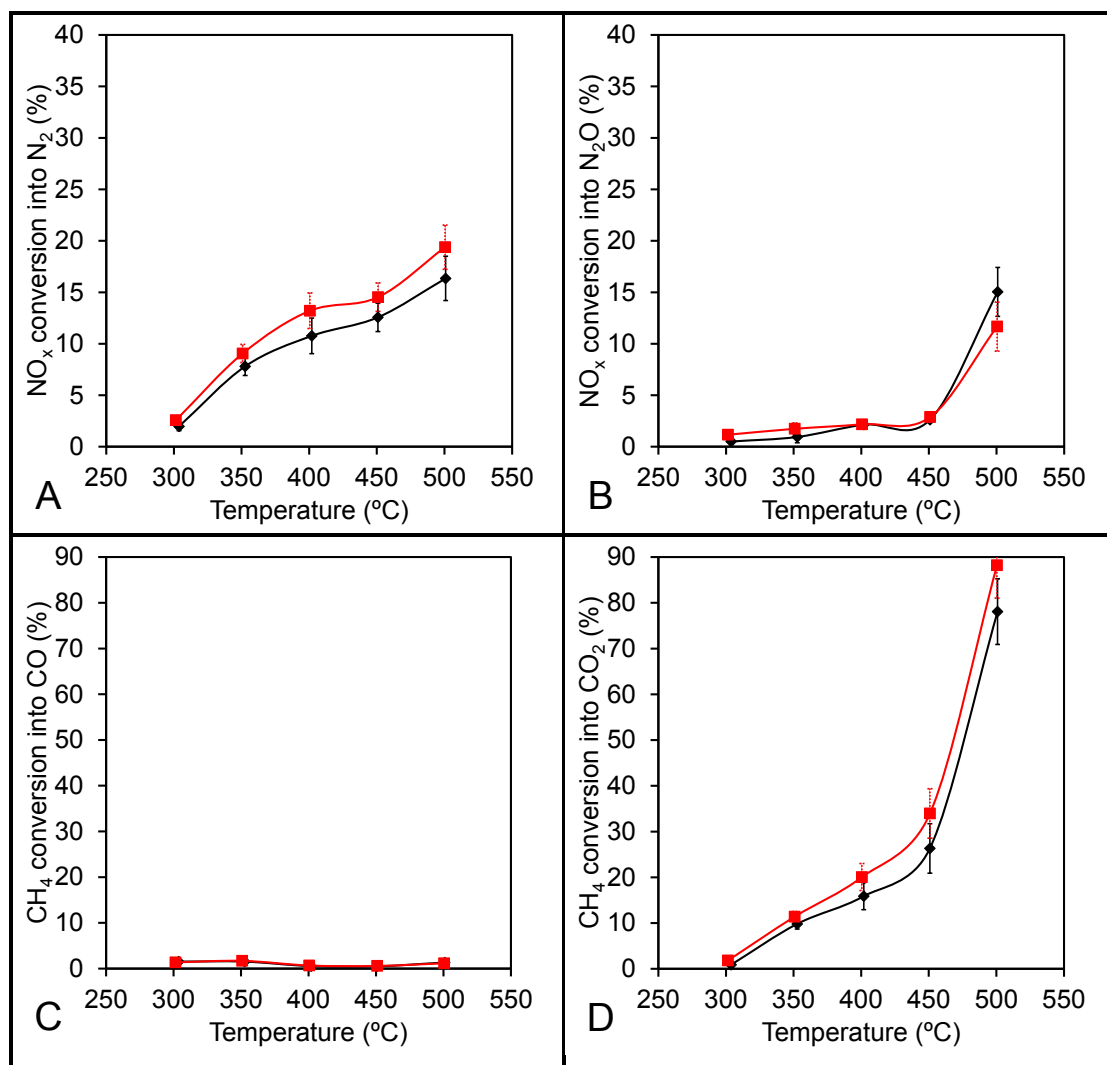 NOₓ conversion into N₂ (%)
40
35
30
25
20
15
10
5
0
250 300 350 400 450 500 550
Temperature (ºC)
A
NOₓ conversion into N₂O (%)
40
35
30
25
20
15
10
5
0
250 300 350 400 450 500 550
Temperature (ºC)
B
CH₄ conversion into CO (%)
90
80
70
60
50
40
30
20
10
0
250 300 350 400 450 500 550
Temperature (ºC)
C
CH₄ conversion into CO₂ (%)
90
80
70
60
50
40
30
20
10
0
250 300 350 400 450 500 550
Temperature (ºC)
D